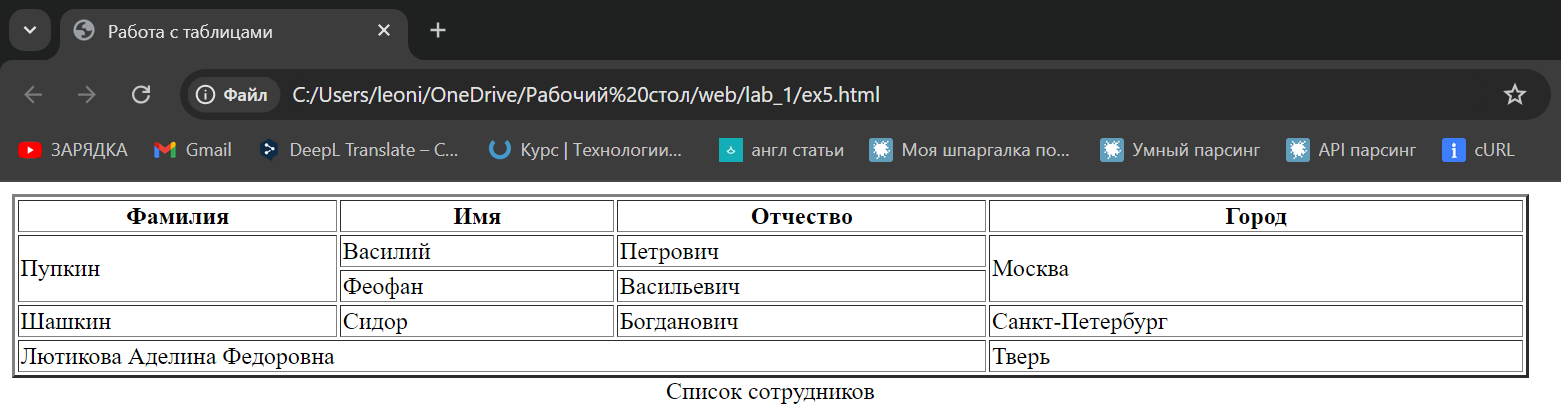 Работа с таблицами
Файл C:/Users/leoni/OneDrive/Рабочий%20стол/web/lab_1/ex5.html
ЗАРЯДКА Gmail DeepL Translate – C... Курс | Технологии... англ статьи Моя шпаргалка по... Умный парсинг API парсинг cURL
Фамилия Имя Отчество Город
Пупкин Василий Петрович Москва
Феофан Васильевич
Шашкин Сидор Богданович Санкт-Петербург
Лютикова Аделина Федоровна Тверь
Список сотрудников